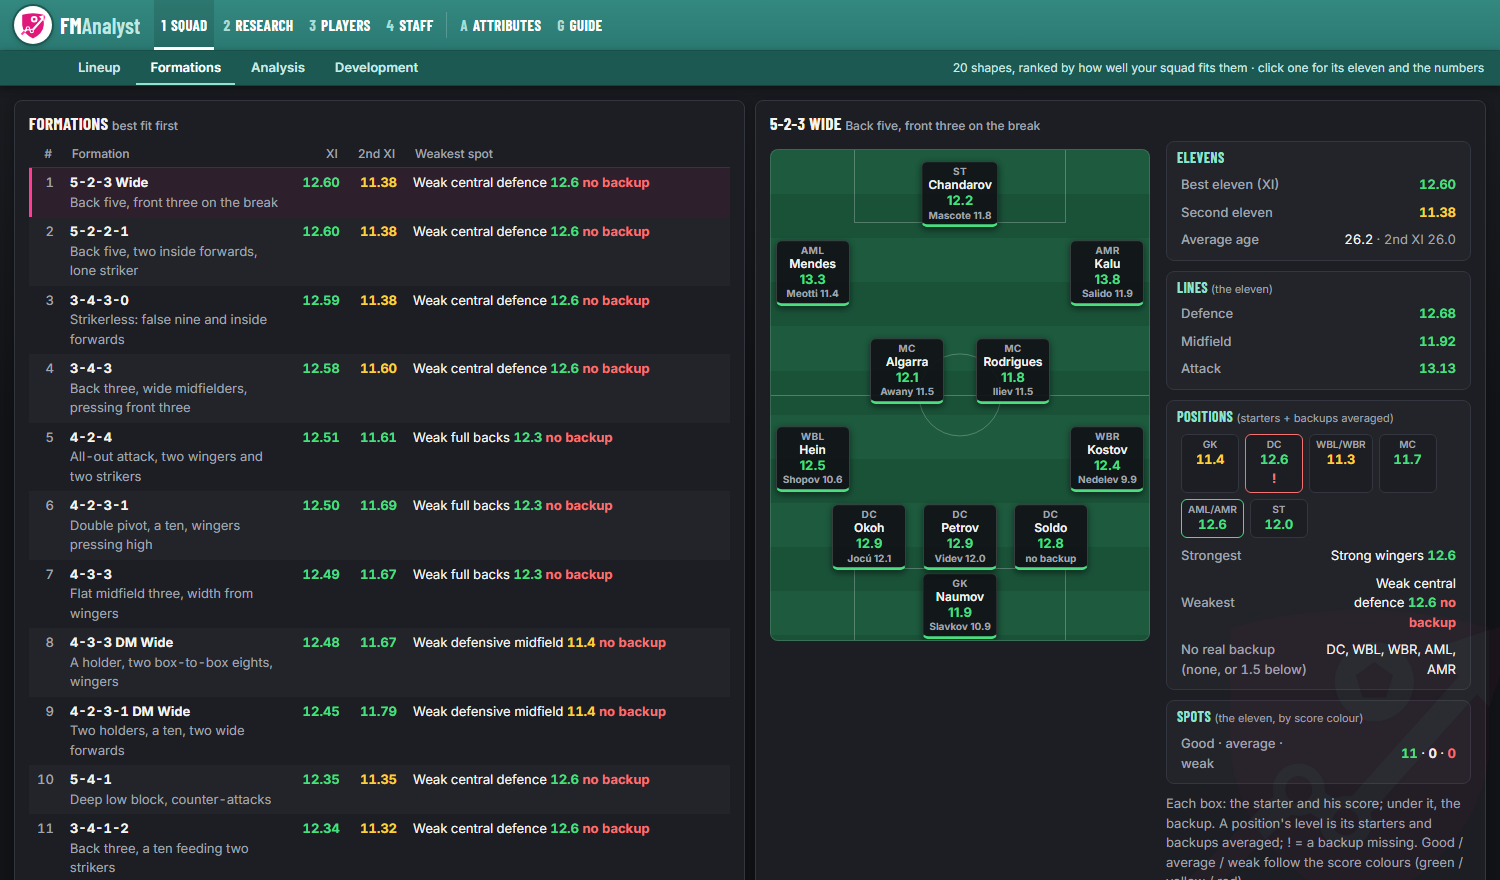 FMAnalyst 1 SQUAD 2 RESEARCH 3 PLAYERS 4 STAFF A ATTRIBUTES G GUIDE
Lineup Formations Analysis Development 20 shapes, ranked by how well your squad fits them · click one for its eleven and the numbers
FORMATIONS best fit first
# Formation XI 2nd XI Weakest spot
1 5-2-3 Wide 12.60 11.38 Weak central defence 12.6 no backup
Back five, front three on the break
2 5-2-2-1 12.60 11.38 Weak central defence 12.6 no backup
Back five, two inside forwards,
lone striker
3 3-4-3-0 12.59 11.38 Weak central defence 12.6 no backup
Strikerless: false nine and inside
forwards
4 3-4-3 12.58 11.60 Weak central defence 12.6 no backup
Back three, wide midfielders,
pressing front three
5 4-2-4 12.51 11.61 Weak full backs 12.3 no backup
All-out attack, two wingers and
two strikers
6 4-2-3-1 12.50 11.69 Weak full backs 12.3 no backup
Double pivot, a ten, wingers
pressing high
7 4-3-3 12.49 11.67 Weak full backs 12.3 no backup
Flat midfield three, width from
wingers
8 4-3-3 DM Wide 12.48 11.67 Weak defensive midfield 11.4 no backup
A holder, two box-to-box eights,
wingers
9 4-2-3-1 DM Wide 12.45 11.79 Weak defensive midfield 11.4 no backup
Two holders, a ten, two wide
forwards
10 5-4-1 12.35 11.35 Weak central defence 12.6 no backup
Deep low block, counter-attacks
11 3-4-1-2 12.34 11.32 Weak central defence 12.6 no backup
Back three, a ten feeding two
strikers
5-2-3 WIDE Back five, front three on the break
ST
Chandarov
12.2
Mascote 11.8
AML
Mendes
13.3
Meotti 11.4
AMR
Kalu
13.8
Salido 11.9
MC
Algarra
12.1
Awany 11.5
MC
Rodrigues
11.8
Iliev 11.5
WBL
Hein
12.5
Shopov 10.6
WBR
Kostov
12.4
Nedelev 9.9
DC
Okoh
12.9
Jocú 12.1
DC
Petrov
12.9
Videv 12.0
DC
Soldo
12.8
no backup
GK
Naumov
11.9
Slavkov 10.9
ELEVENS
Best eleven (XI) 12.60
Second eleven 11.38
Average age 26.2 · 2nd XI 26.0
LINES (the eleven)
Defence 12.68
Midfield 11.92
Attack 13.13
POSITIONS (starters + backups averaged)
GK
11.4
DC
12.6
!
WBL/WBR
11.3
MC
11.7
AML/AMR
12.6
ST
12.0
Strongest Strong wingers 12.6
Weakest Weak central
defence 12.6 no
backup
No real backup DC, WBL, WBR, AML,
(none, or 1.5 below) AMR
SPOTS (the eleven, by score colour)
Good · average · 11 · 0 · 0
weak
Each box: the starter and his score; under it, the
backup. A position's level is its starters and
backups averaged; ! = a backup missing. Good /
average / weak follow the score colours (green /
yellow / red)